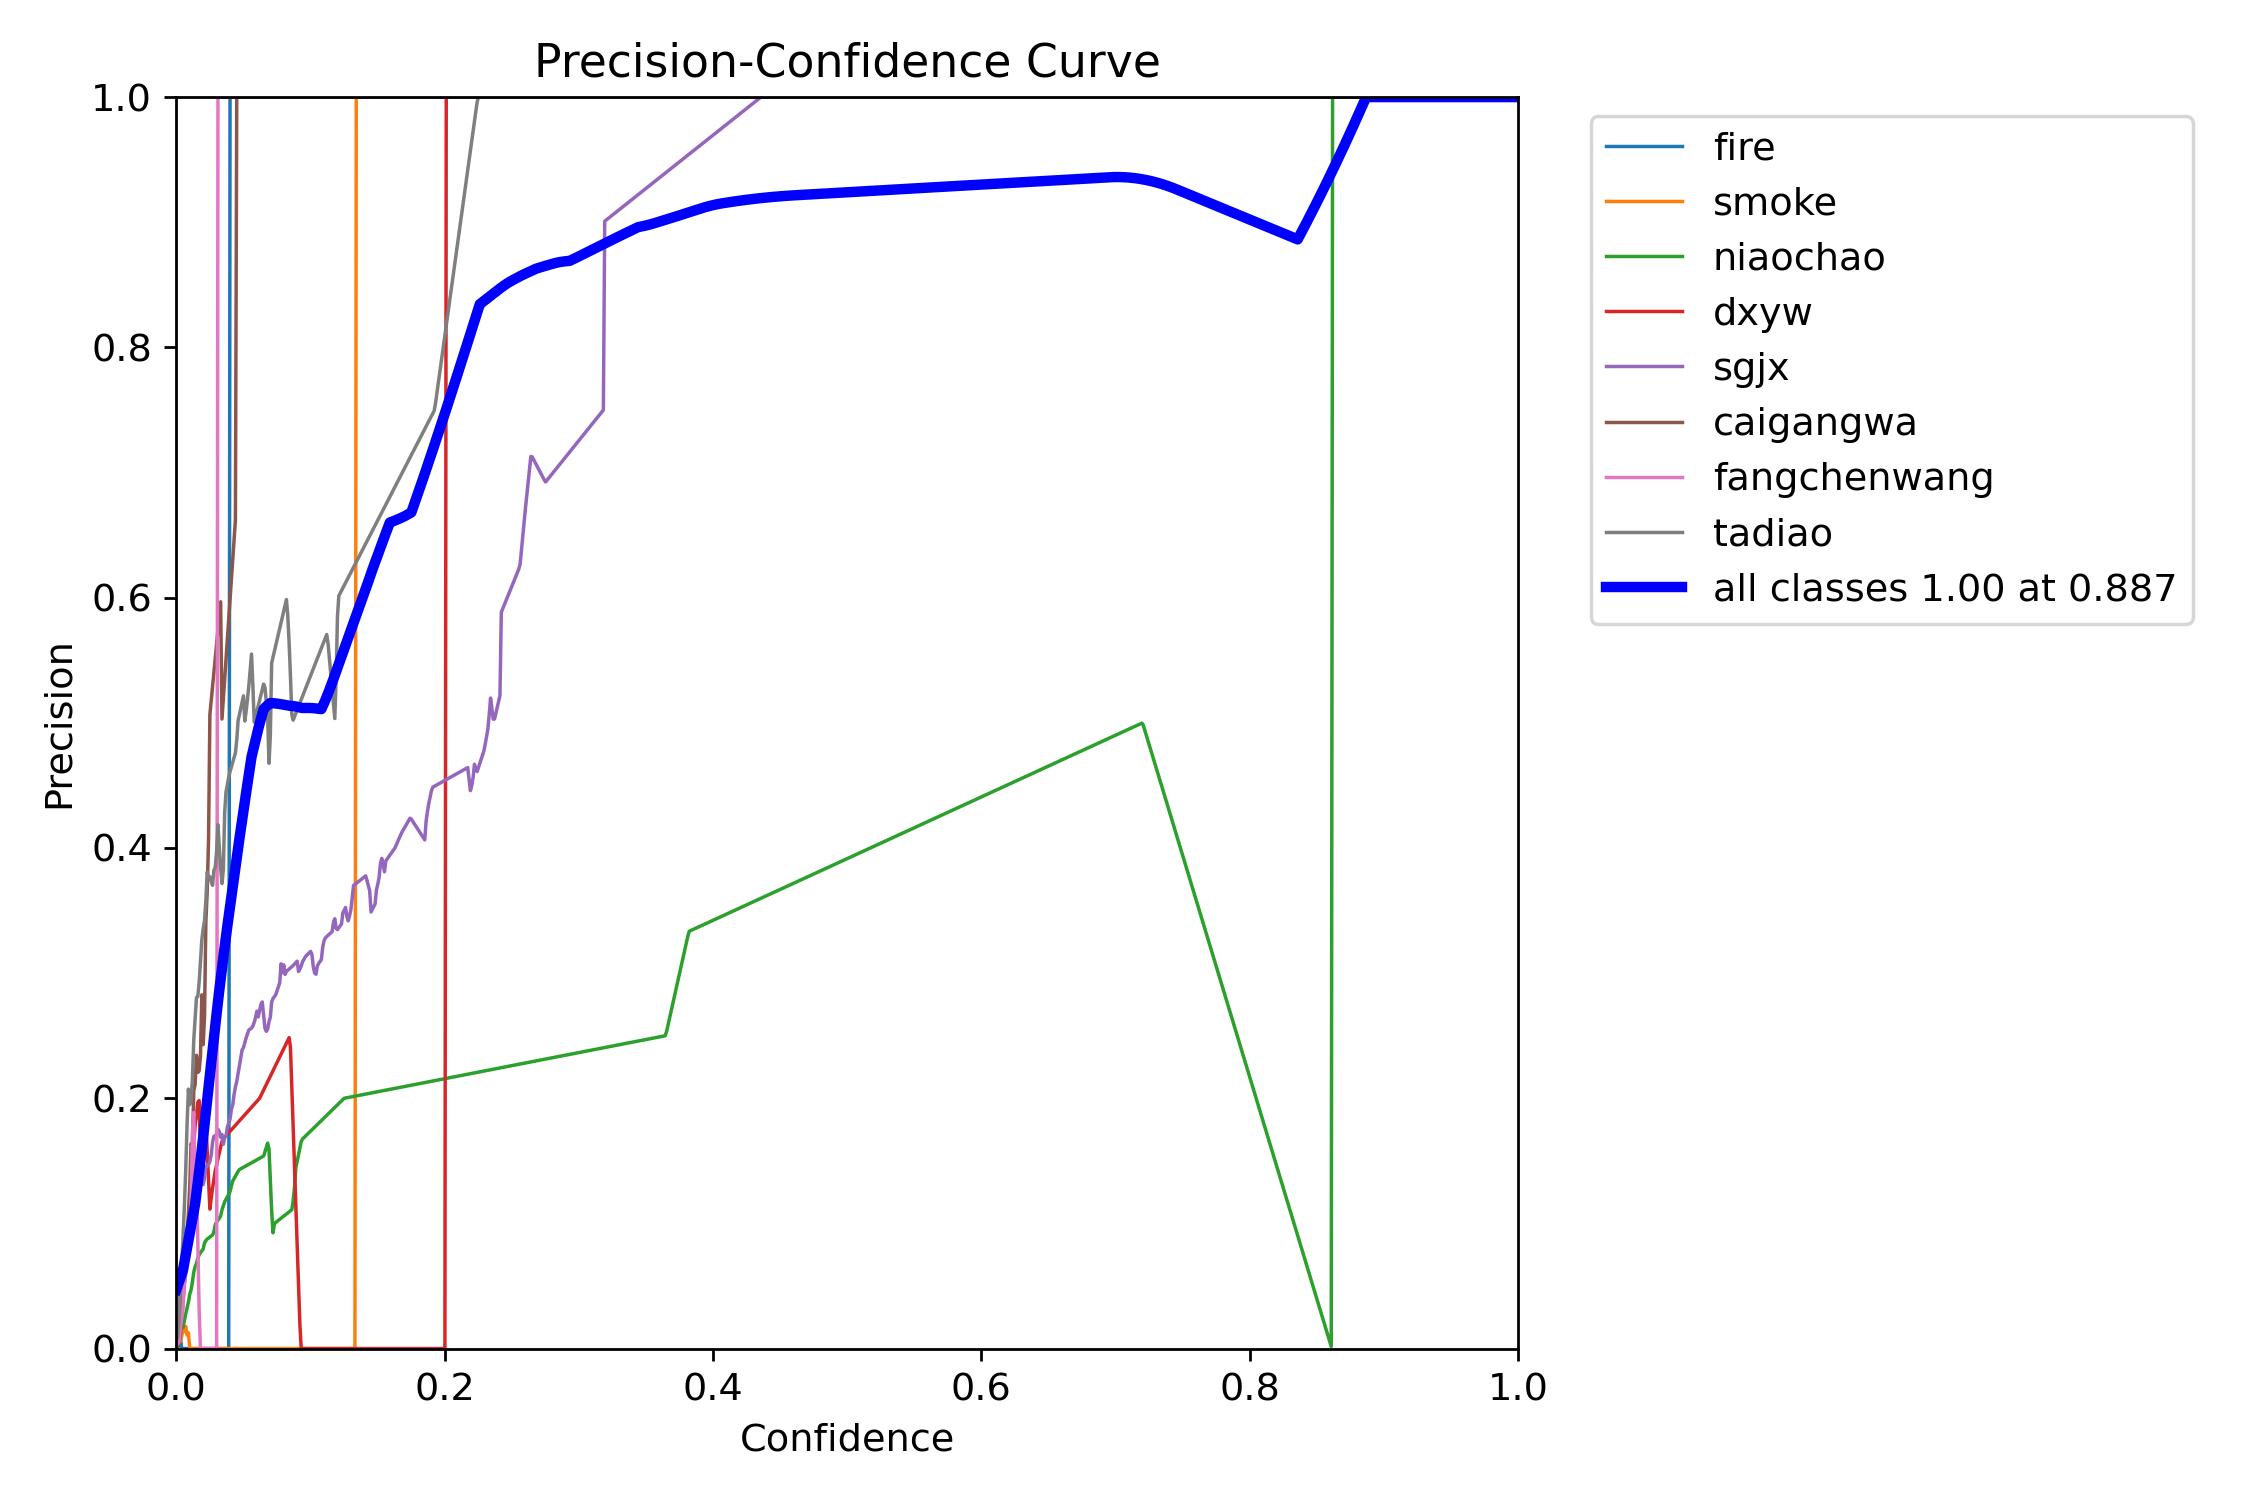 Precision-Confidence Curve
1.0
0.8
0.6
0.4
0.2
0.0
Precision
0.0 0.2 0.4 0.6 0.8 1.0
Confidence
fire
smoke
niaochao
dxyw
sgjx
caigangwa
fangchenwang
tadiao
all classes 1.00 at 0.887